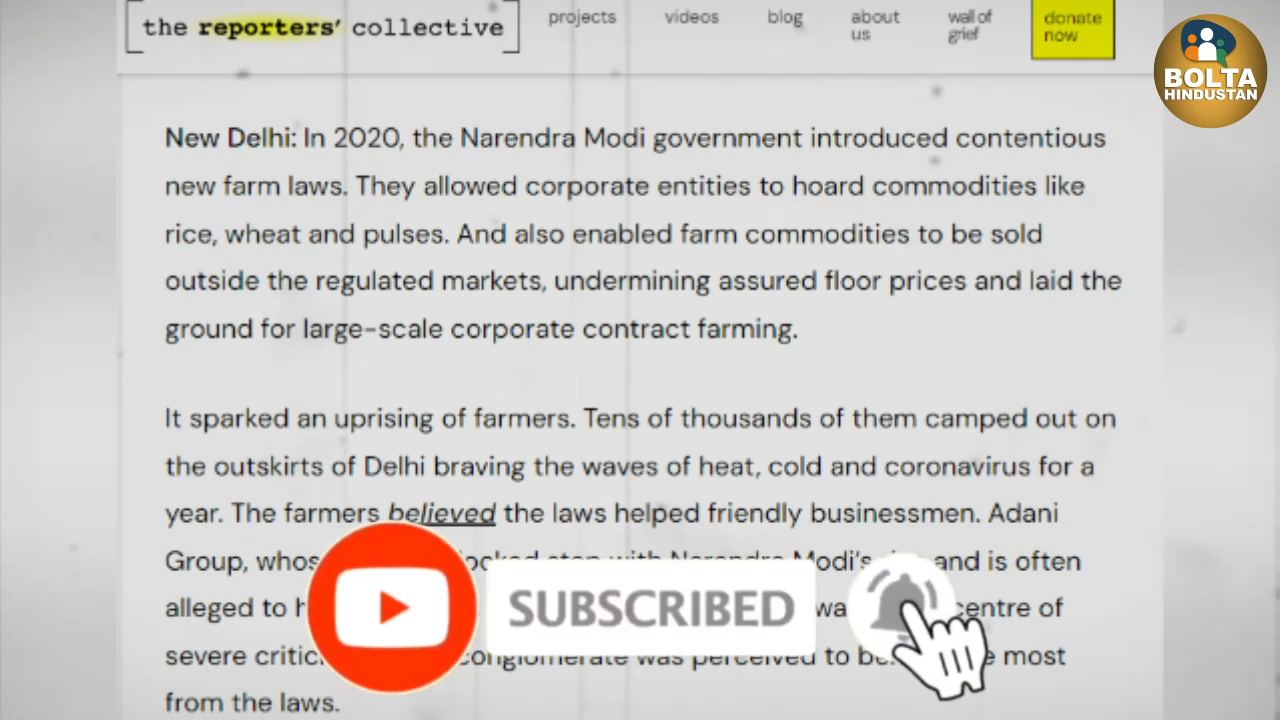 the reporters' collective
projects videos blog about us wall of grief donate now
BOLTA
HINDUSTAN
New Delhi: In 2020, the Narendra Modi government introduced contentious
new farm laws. They allowed corporate entities to hoard commodities like
rice, wheat and pulses. And also enabled farm commodities to be sold
outside the regulated markets, undermining assured floor prices and laid the
ground for large-scale corporate contract farming.
It sparked an uprising of farmers. Tens of thousands of them camped out on
the outskirts of Delhi braving the waves of heat, cold and coronavirus for a
year. The farmers believed the laws helped friendly businessmen. Adani
Group, step with Narendra Modi's and is often
alleged to centre of
severe conglomerate was perceived to most
from the laws.
SUBSCRIBED